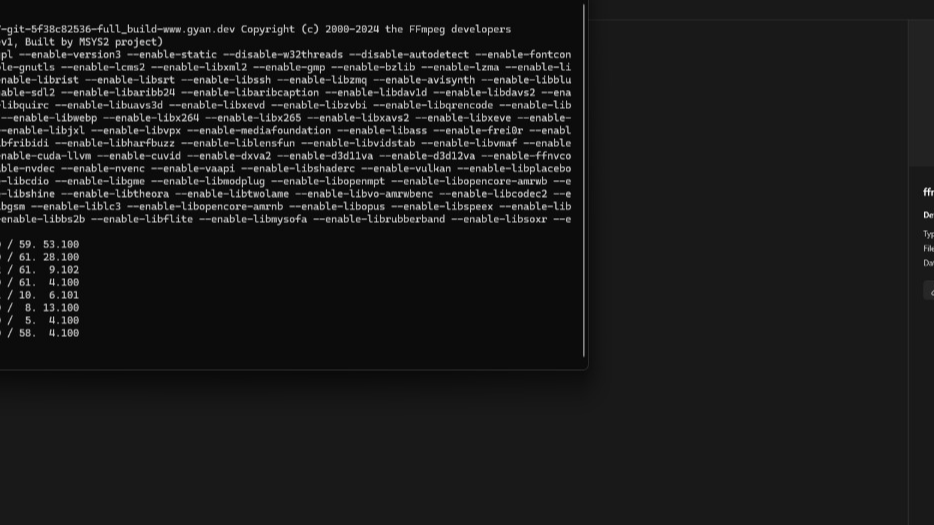 -git-5f38c82536-full_build-www.gyan.dev Copyright (c) 2000-2024 the FFmpeg developers
ev1, Built by MSYS2 project)
pl --enable-version3 --enable-static --disable-w32threads --disable-autodetect --enable-fontcon
le-gnutls --enable-lcms2 --enable-libxml2 --enable-gmp --enable-bzlib --enable-lzma --enable-li
nable-librist --enable-libsrt --enable-libssh --enable-libzmq --enable-avisynth --enable-libblu
able-sdl2 --enable-libaribb24 --enable-libaribcaption --enable-libdav1d --enable-libdavs2 --ena
libquirc --enable-libuavs3d --enable-libxevd --enable-libzvbi --enable-libqrencode --enable-lib
--enable-libwebp --enable-libx264 --enable-libx265 --enable-libxavs2 --enable-libxeve --enable-
-enable-libjxl --enable-libvpx --enable-mediafoundation --enable-libass --enable-frei0r --enabl
bfribidi --enable-libharfbuzz --enable-liblensfun --enable-libvidstab --enable-libvmaf --enable
nable-cuda-llvm --enable-cuvid --enable-dxva2 --enable-d3d11va --enable-d3d12va --enable-ffnvco
ble-nvdec --enable-nvenc --enable-vaapi --enable-libshaderc --enable-vulkan --enable-libplacebo
-libcdio --enable-libgme --enable-libmodplug --enable-libopenmpt --enable-libopencore-amrwb --e
-libshine --enable-libtheora --enable-libtwolame --enable-libvo-amrwbenc --enable-libcodec2 --e
bgsm --enable-liblc3 --enable-libopencore-amrnb --enable-libopus --enable-libspeex --enable-lib
enable-libbs2b --enable-libflite --enable-libmysofa --enable-librubberband --enable-libsoxr --e
/ 59. 53.100
/ 61. 28.100
/ 61.  9.102
/ 61.  4.100
/ 10.  6.101
/  8. 13.100
/  5.  4.100
/ 58.  4.100
ffr
De
Typ
File
Da